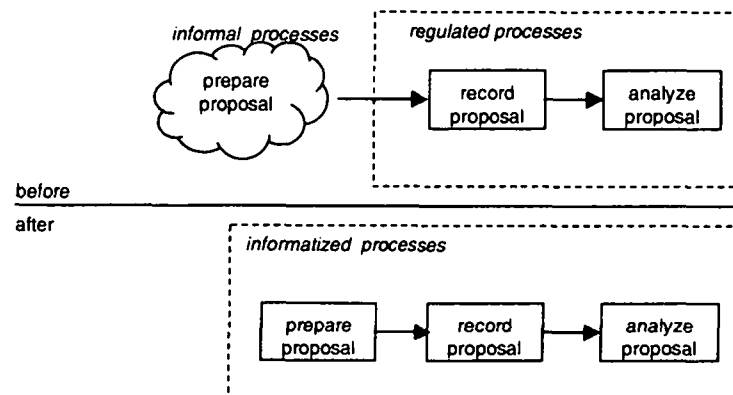 informal processes
regulated processes
prepare
proposal
record
proposal
analyze
proposal
before
after
informatized processes
prepare
proposal
record
proposal
analyze
proposal